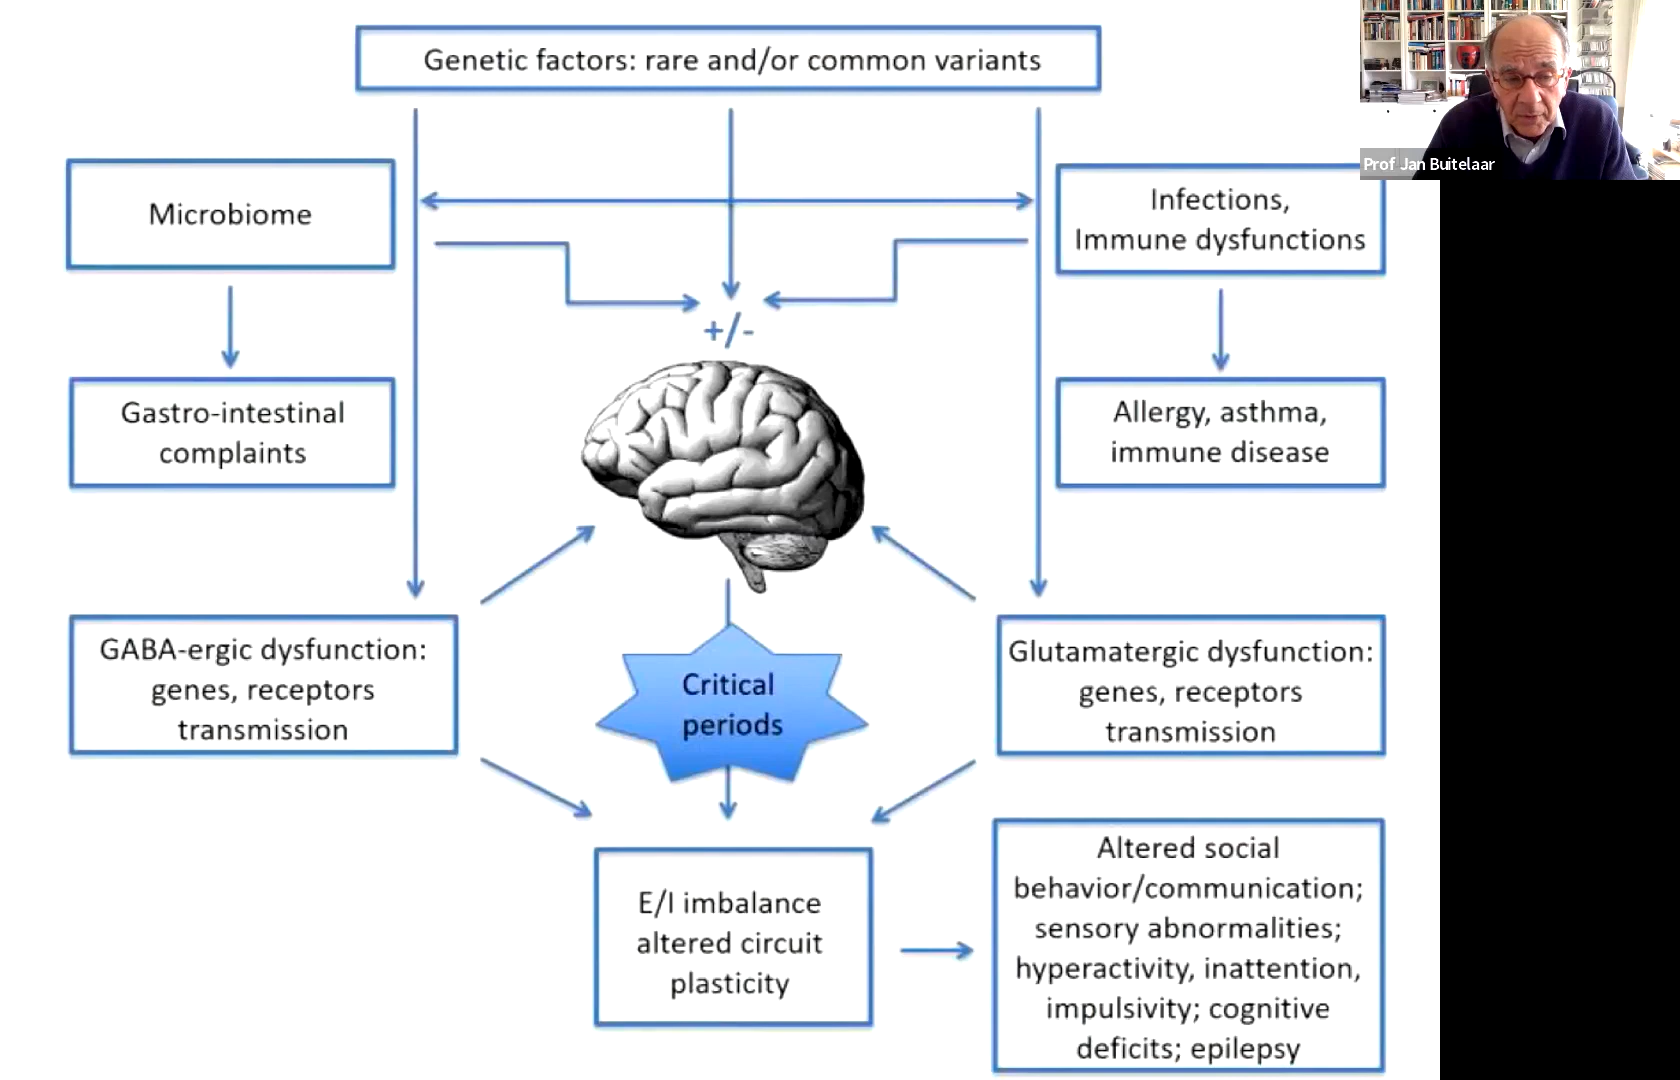 Genetic factors: rare and/or common variants
Prof Jan Buitelaar
Microbiome
Infections,
Immune dysfunctions
+/-
Gastro-intestinal
complaints
Allergy, asthma,
immune disease
GABA-ergic dysfunction:
genes, receptors
transmission
Critical
periods
Glutamatergic dysfunction:
genes, receptors
transmission
E/I imbalance
altered circuit
plasticity
Altered social
behavior/communication;
sensory abnormalities;
hyperactivity, inattention,
impulsivity; cognitive
deficits; epilepsy